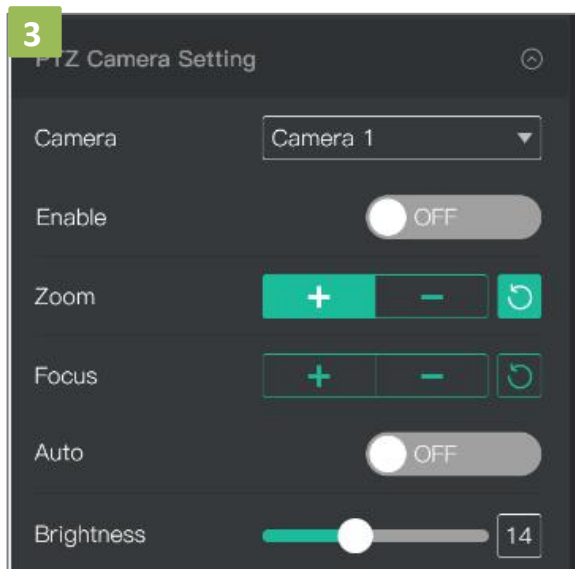 3
PTZ Camera Setting
Camera Camera 1
Enable OFF
Zoom + −
Focus + −
Auto OFF
Brightness 14